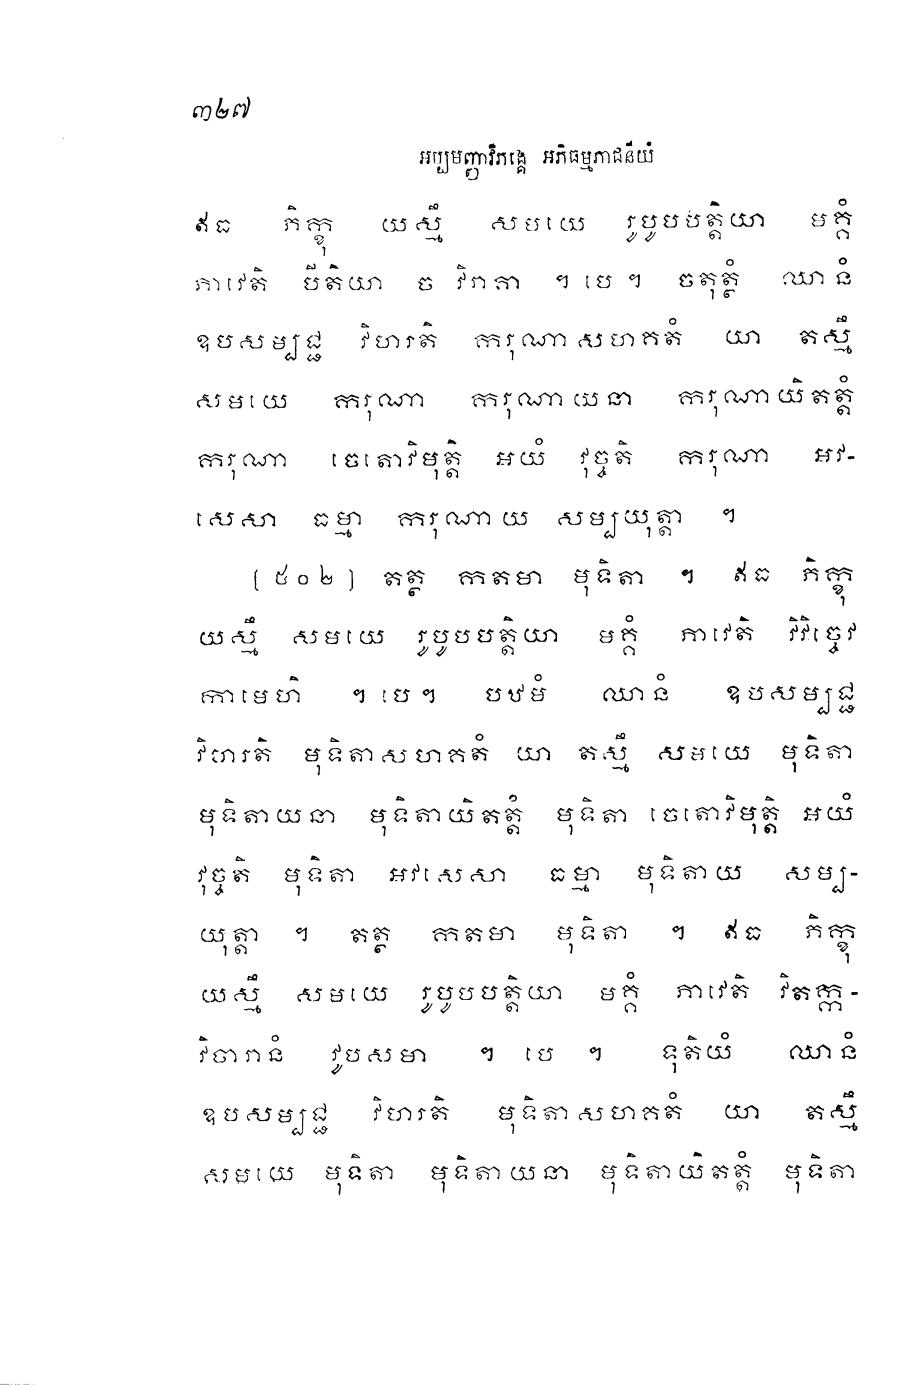 ៣២៧
អប្បមញ្ញាវិភង្គេ អភិធម្មភាជនីយំ
ឥធ ភិក្ខុ យស្មឹ សមយេ រូបូបបត្តិយា មគ្គំ
ភាវេតិ បីតិយា ច វិរាគា ។ បេ ។ ចតុត្ថំ ឈានំ
ឧបសម្បជ្ជ វិហរតិ ករុណាសហគតំ យា តស្មឹ
សមយេ ករុណា ករុណាយនា ករុណាយិតត្តំ
ករុណា ចេតោវិមុត្តិ អយំ វុច្ចតិ ករុណា អវ-
សេសា ធម្មា ករុណាយ សម្បយុត្តា ។
(៥០២) តត្ថ កតមា មុទិតា ។ ឥធ ភិក្ខុ
យស្មឹ សមយេ រូបូបបត្តិយា មគ្គំ ភាវេតិ វិវិច្ចេវ
កាមេហិ ។ បេ។ បឋមំ ឈានំ ឧបសម្បជ្ជ
វិហរតិ មុទិតាសហគតំ យា តស្មឹ សមយេ មុទិតា
មុទិតាយនា មុទិតាយិតត្តំ មុទិតា ចេតោវិមុត្តិ អយំ
វុច្ចតិ មុទិតា អវសេសា ធម្មា មុទិតាយ សម្ប-
យុត្តា ។ តត្ថ កតមា មុទិតា ។ ឥធ ភិក្ខុ
យស្មឹ សមយេ រូបូបបត្តិយា មគ្គំ ភាវេតិ វិតក្ក-
វិចារានំ វូបសមា ។ បេ ។ ទុតិយំ ឈានំ
ឧបសម្បជ្ជ វិហរតិ មុទិតាសហគតំ យា តស្មឹ
សមយេ មុទិតា មុទិតាយនា មុទិតាយិតត្តំ មុទិតា